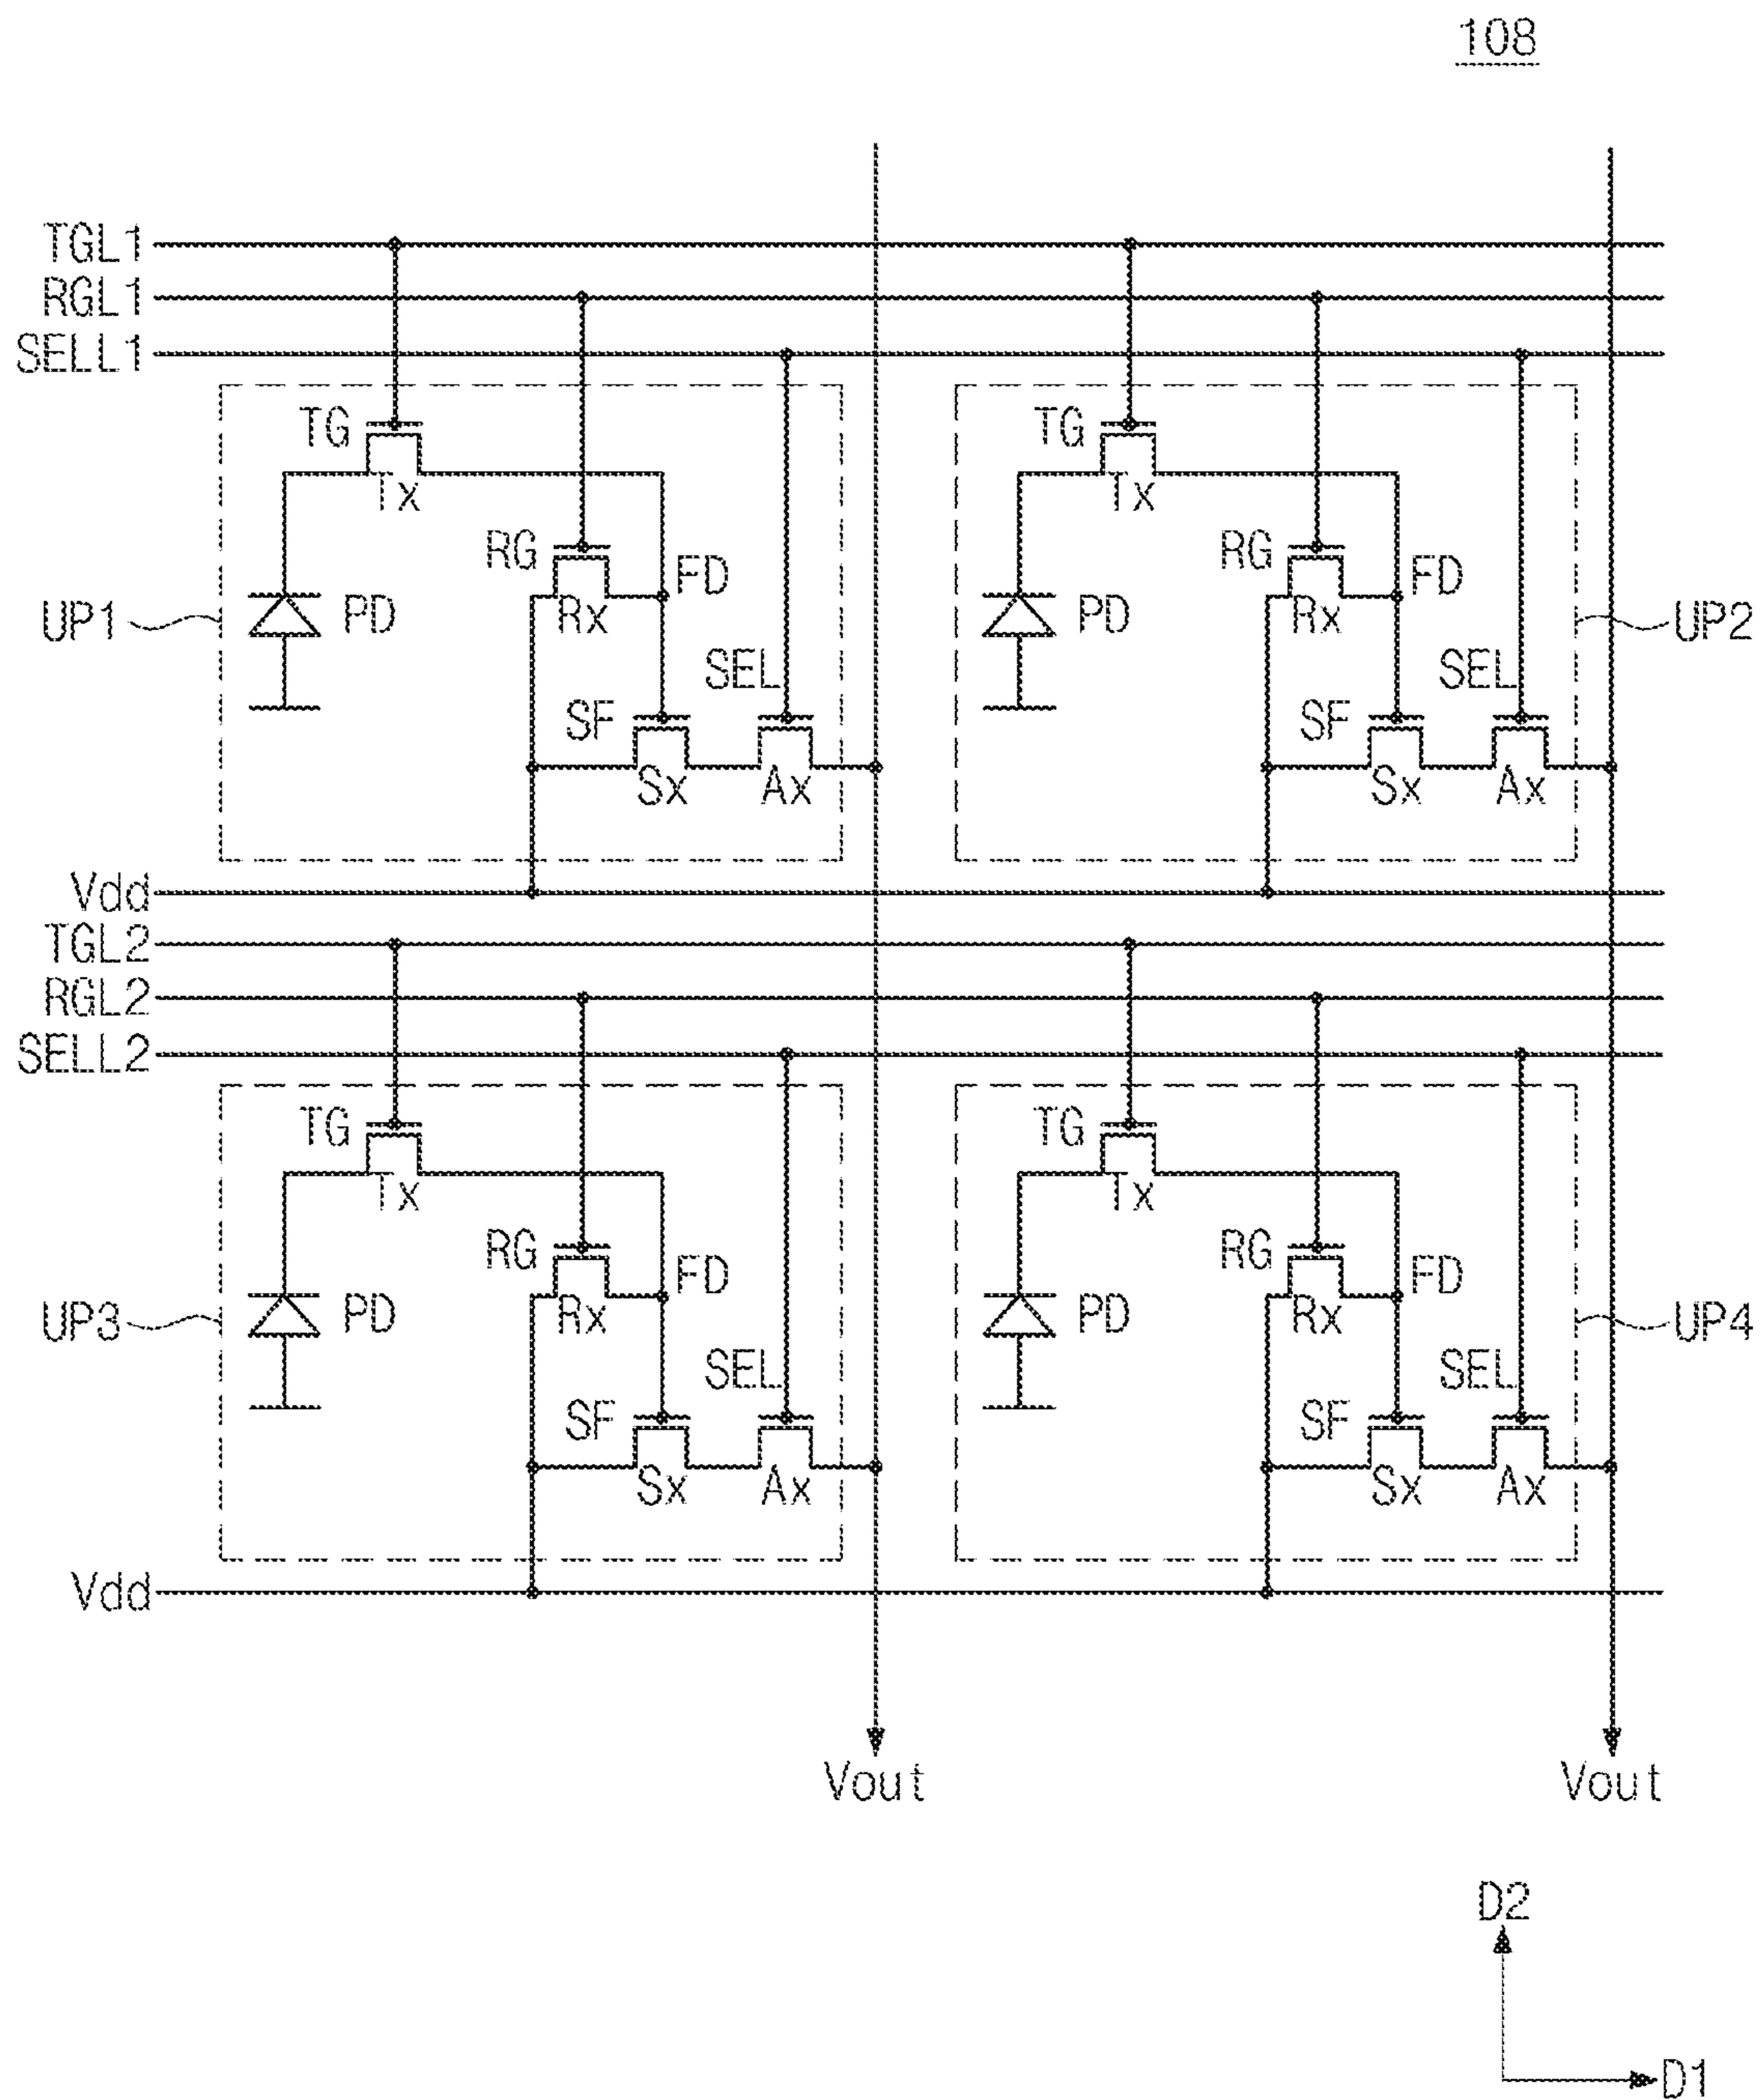 108
TGL1
RGL1
SELL1
TG
TG
Tx
Tx
RG
FD
RG
FD
UP1
PD
Rx
PD
Rx
UP2
SEL
SEL
SF
SF
Sx
Ax
Sx
Ax
Vdd
TGL2
RGL2
SELL2
TG
TG
Tx
Tx
RG
FD
RG
FD
UP3
PD
Rx
PD
Rx
UP4
SEL
SEL
SF
SF
Sx
Ax
Sx
Ax
Vdd
Vout
Vout
D2
D1